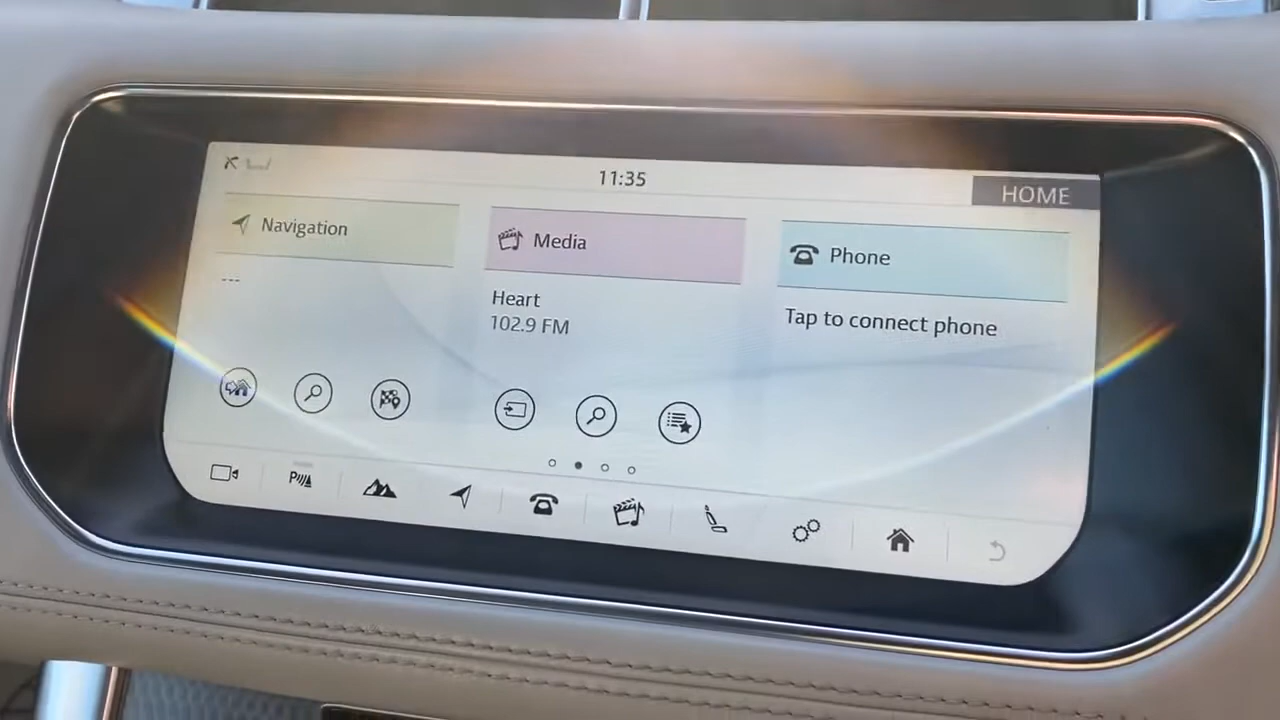 11:35
HOME
Navigation
---
Media
Heart
102.9 FM
Phone
Tap to connect phone
P